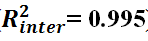 (R²inter = 0.995)